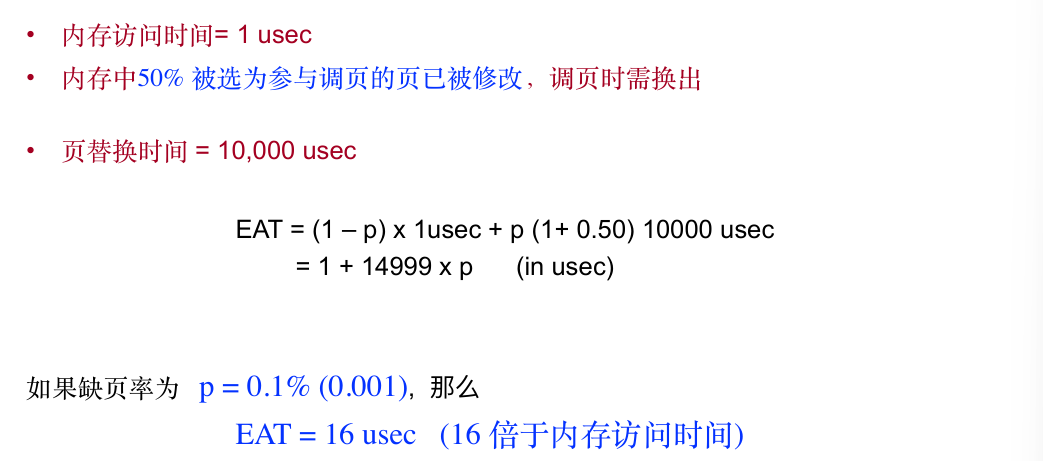 • 内存访问时间= 1 usec
• 内存中50% 被选为参与调页的页已被修改，调页时需换出
• 页替换时间 = 10,000 usec
EAT = (1 – p) x 1usec + p (1+ 0.50) 10000 usec
= 1 + 14999 x p (in usec)
如果缺页率为 p = 0.1% (0.001)，那么
EAT = 16 usec (16 倍于内存访问时间)